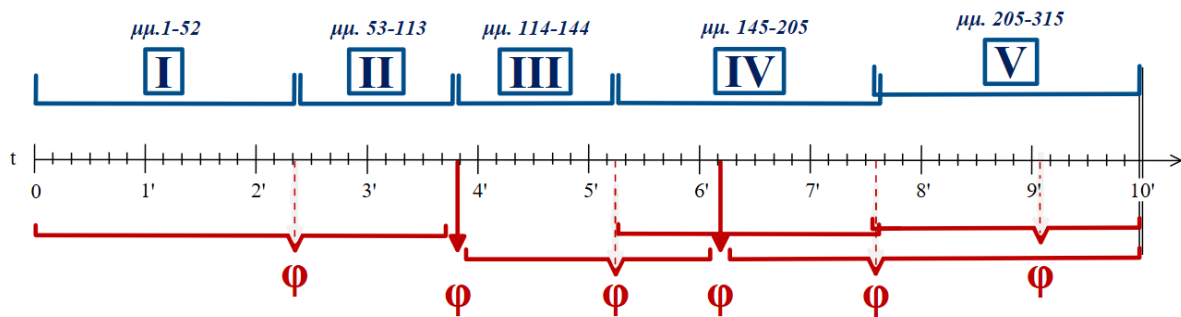 μμ.1-52 μμ. 53-113 μμ. 114-144 μμ. 145-205 μμ. 205-315
I II III IV V
t
0 1' 2' 3' 4' 5' 6' 7' 8' 9' 10'
φ φ φ φ φ φ